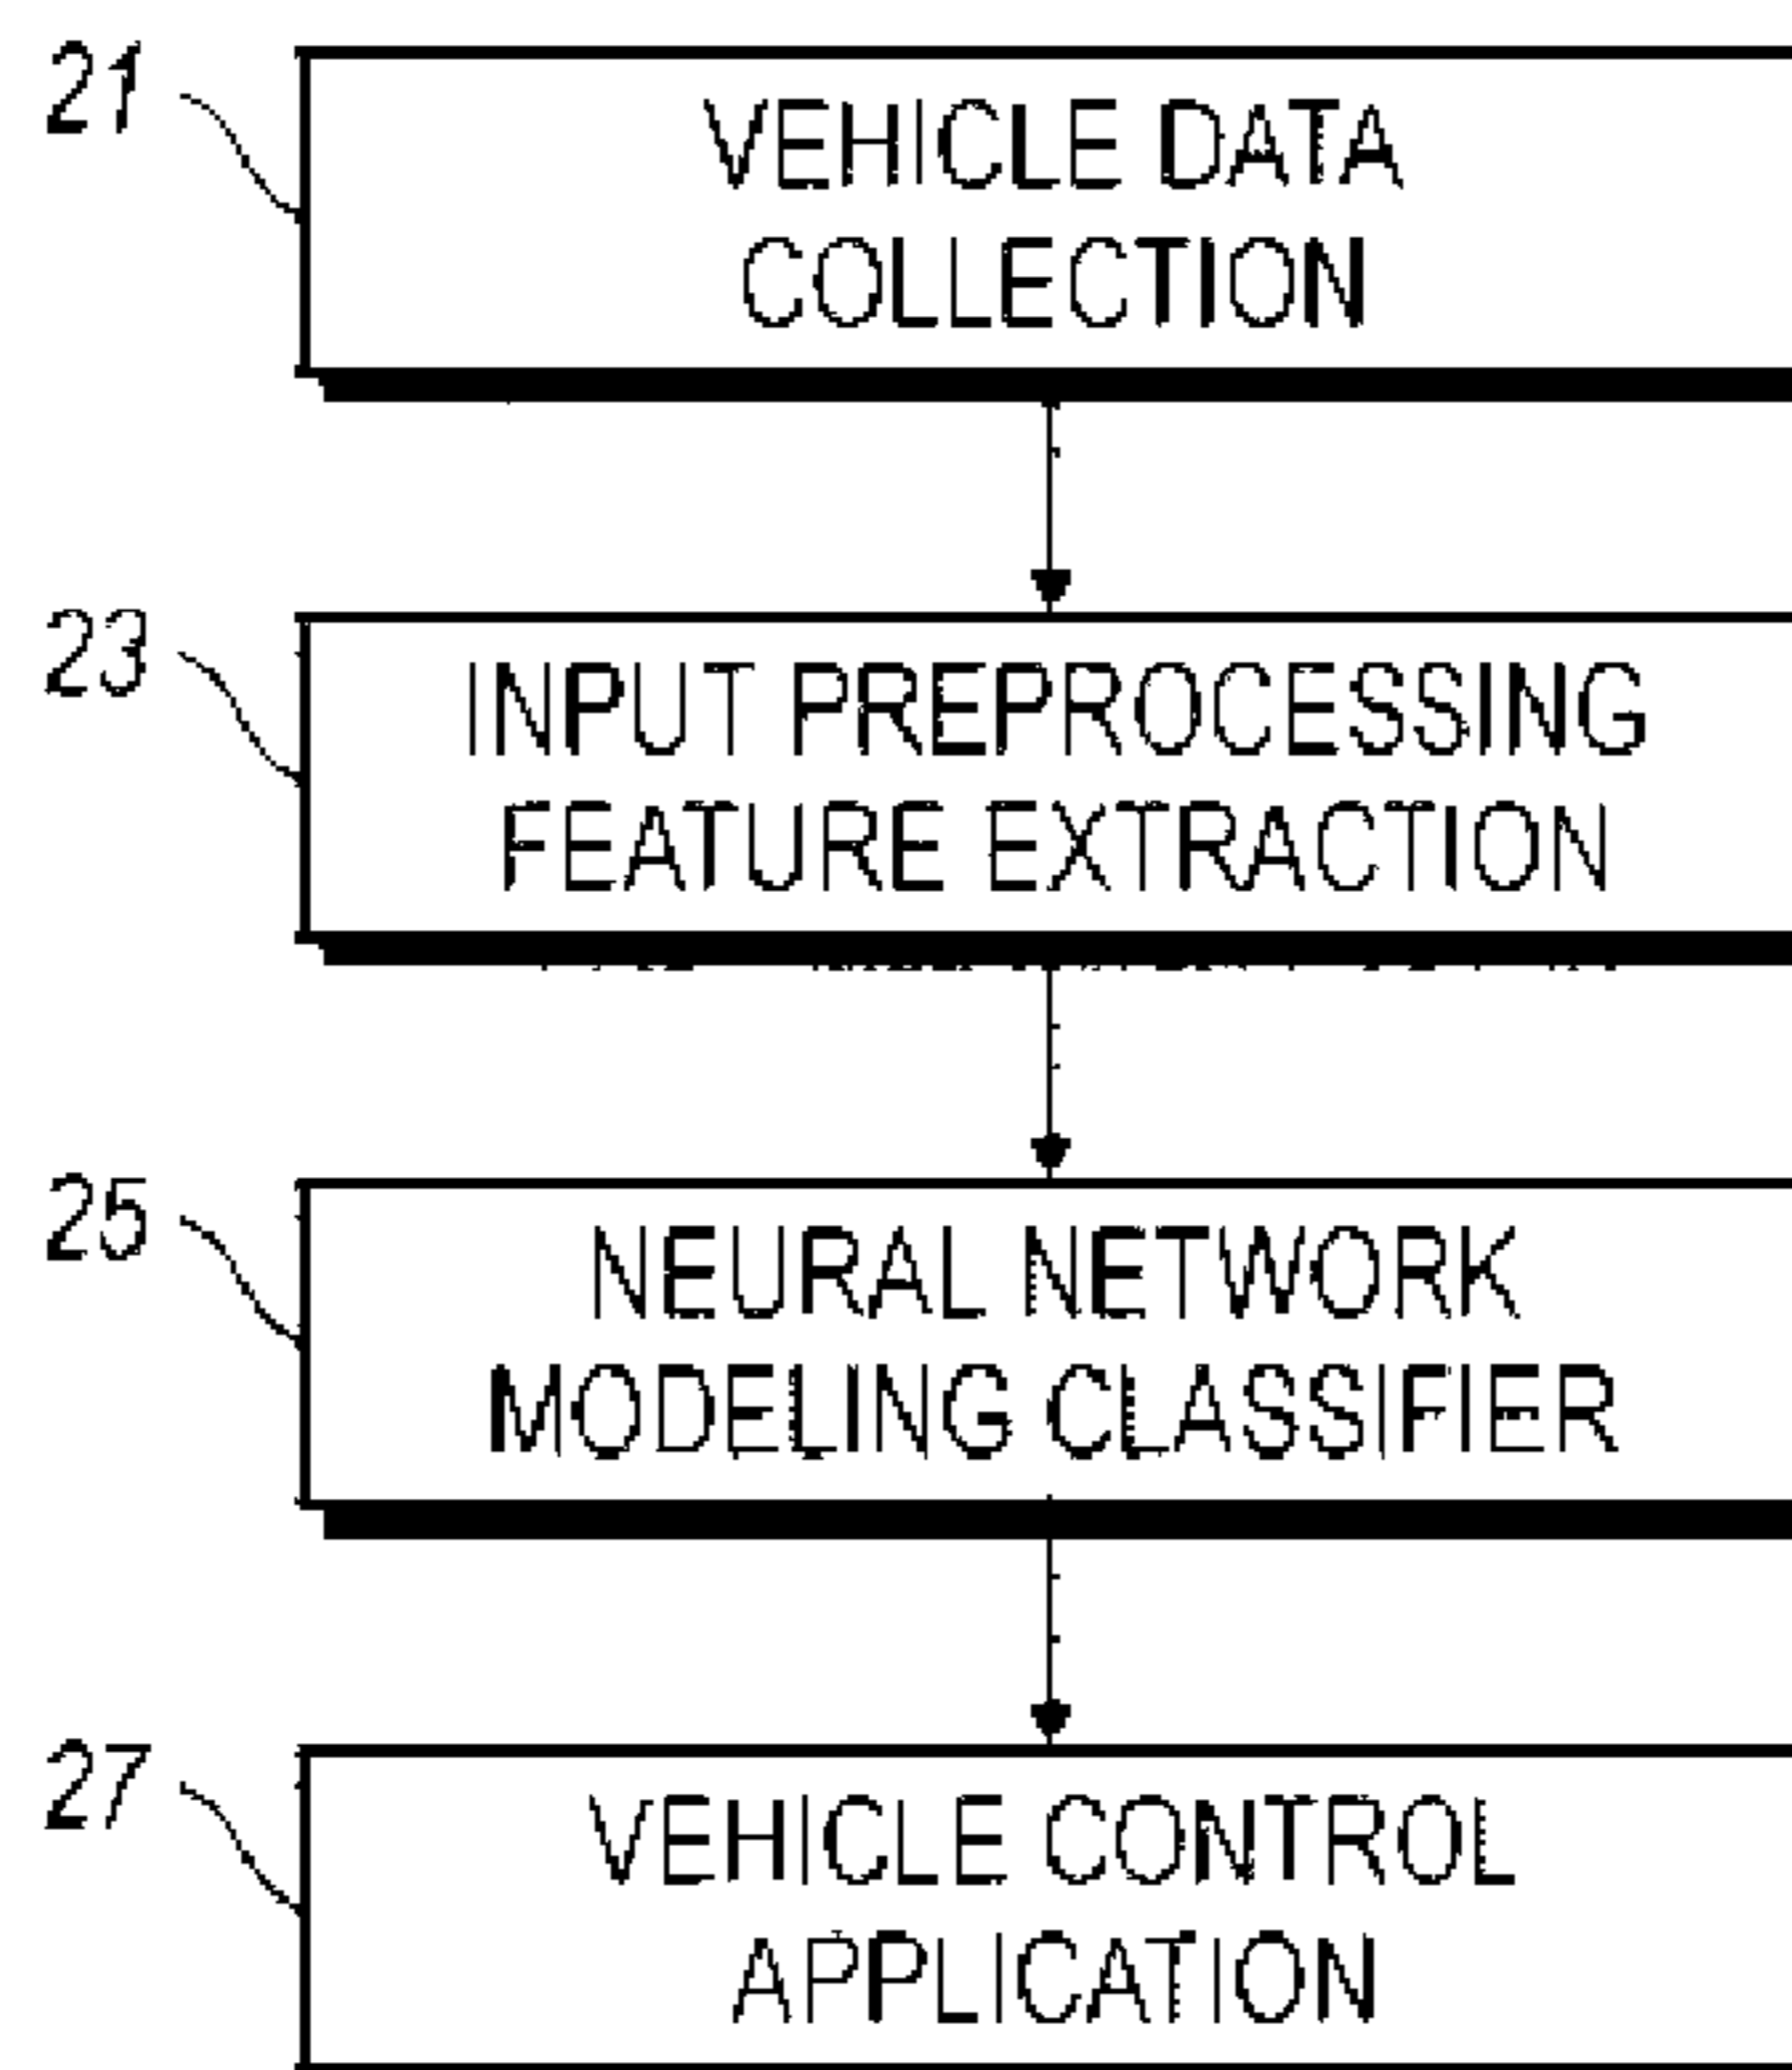 21
VEHICLE DATA
COLLECTION
23
INPUT PREPROCESSING
FEATURE EXTRACTION
25
NEURAL NETWORK
MODELING CLASSIFIER
27
VEHICLE CONTROL
APPLICATION